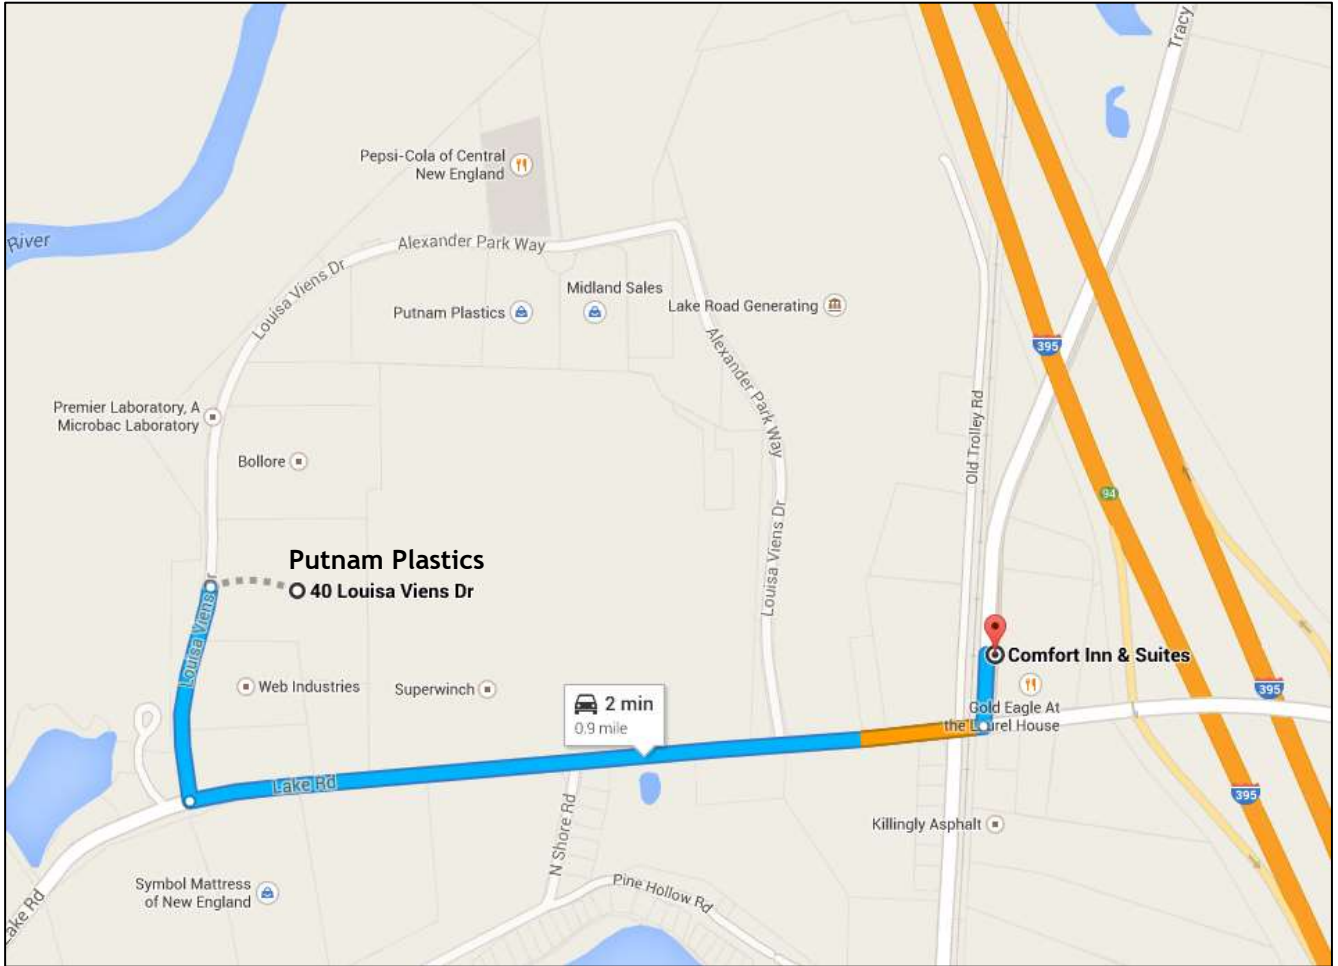 Tracy
Pepsi-Cola of Central
New England
River
Alexander Park Way
Louisa Viens Dr
Midland Sales
Putnam Plastics
Lake Road Generating
395
Alexander Park Way
Old Trolley Rd
Premier Laboratory, A
Microbac Laboratory
Bollore
94
Putnam Plastics
40 Louisa Viens Dr
Louisa Viens Dr
Louisa Viens Dr
Comfort Inn & Suites
Web Industries
Superwinch
395
2 min
0.9 mile
Gold Eagle At
the Laurel House
Lake Rd
395
N Shore Rd
Killingly Asphalt
Symbol Mattress
of New England
Pine Hollow Rd
Lake Rd